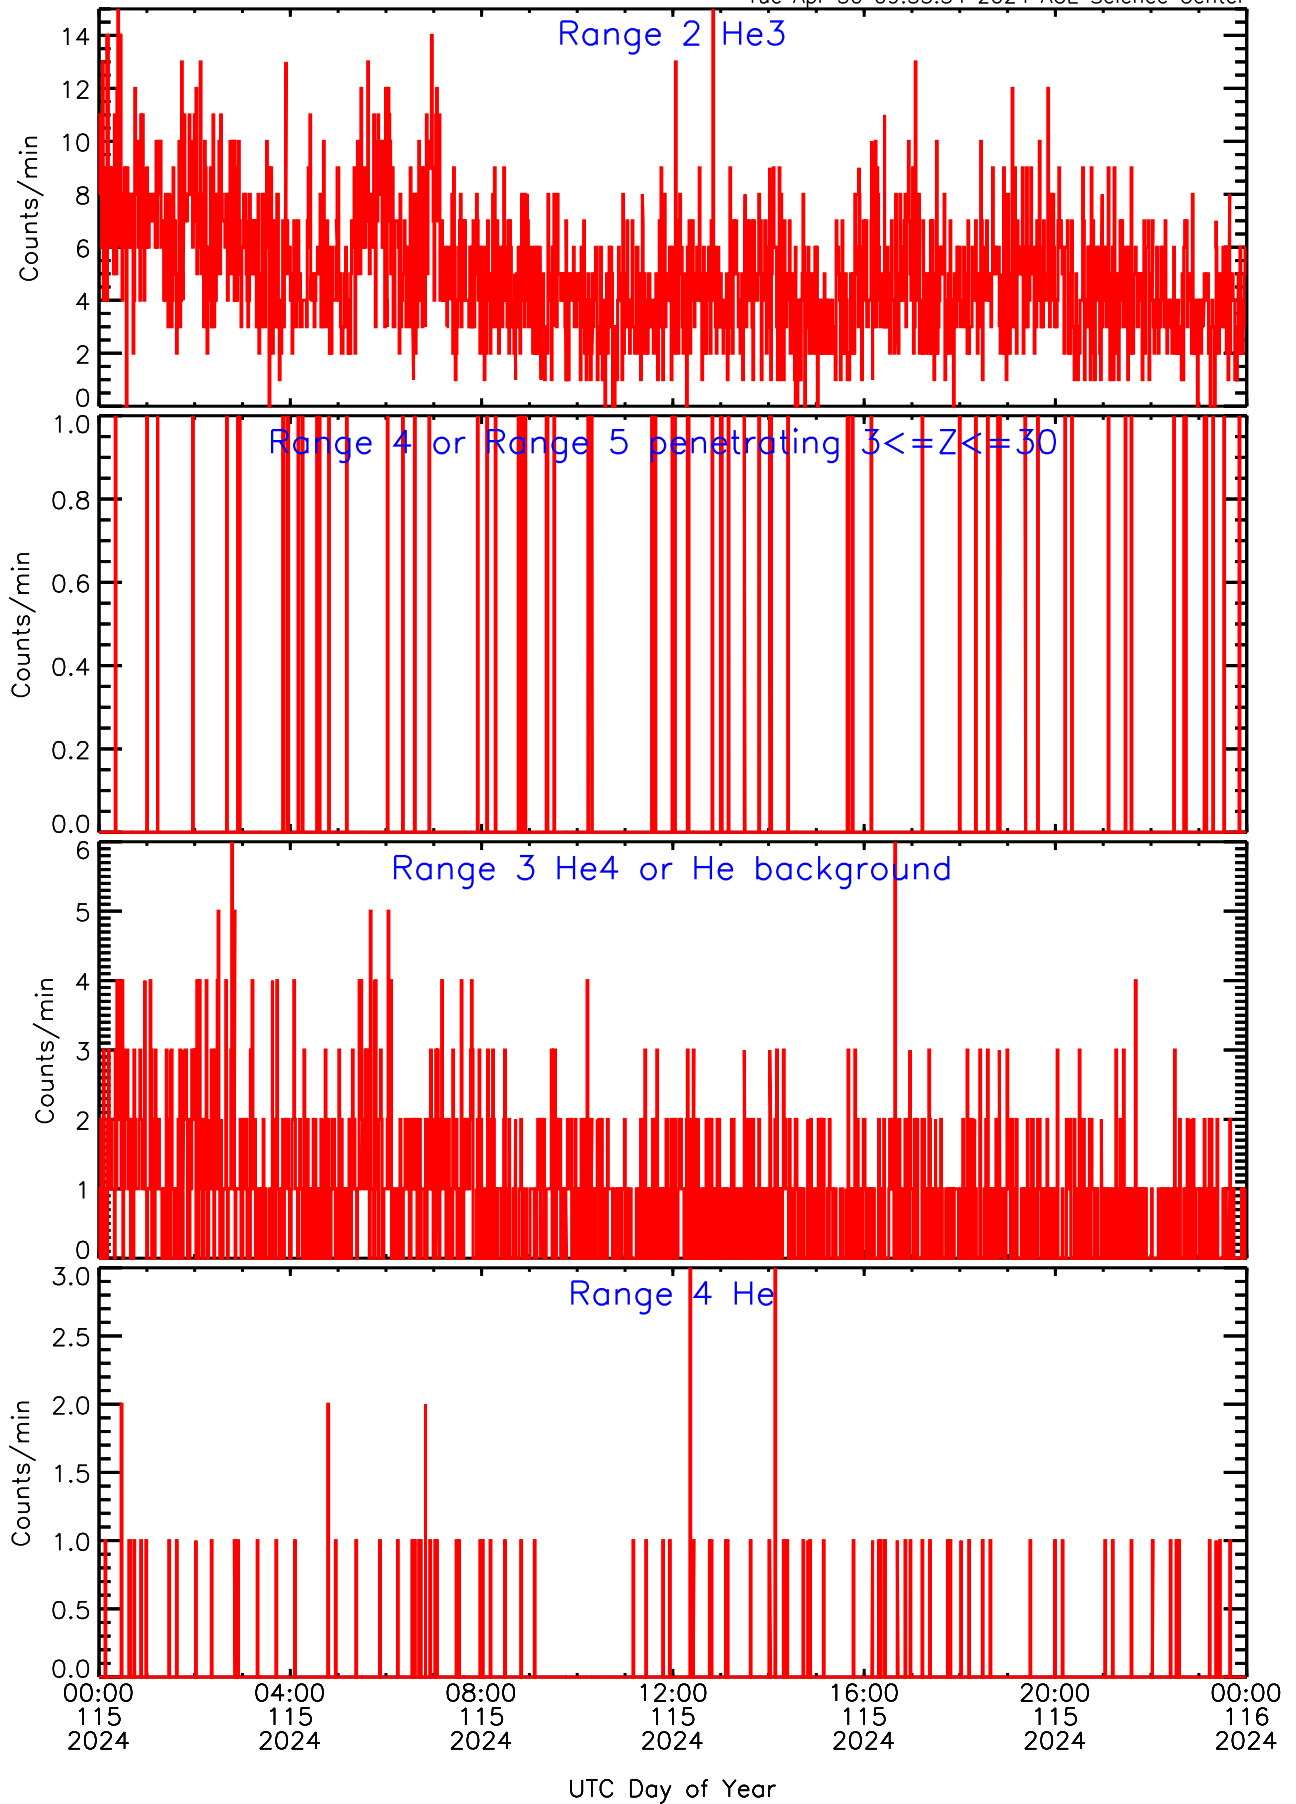 Range 2 He3
14
12
10
8
6
4
2
0
Counts/min
Range 4 or Range 5 penetrating 3<=Z<=30
1.0
0.8
0.6
0.4
0.2
0.0
Counts/min
Range 3 He4 or He background
6
5
4
3
2
1
0
Counts/min
Range 4 He
3.0
2.5
2.0
1.5
1.0
0.5
0.0
Counts/min
00:00 04:00 08:00 12:00 16:00 20:00 00:00
115 115 115 115 115 115 116
2024 2024 2024 2024 2024 2024 2024
UTC Day of Year